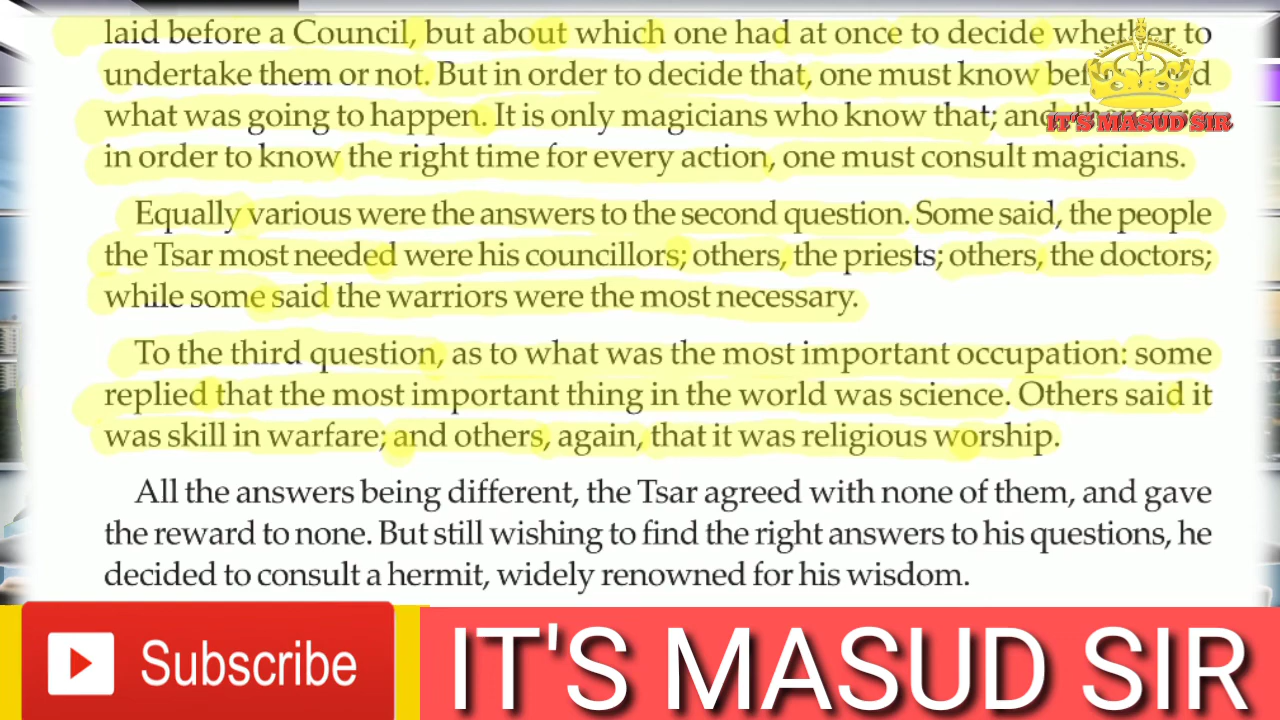 laid before a Council, but about which one had at once to decide whether to
undertake them or not. But in order to decide that, one must know
what was going to happen. It is only magicians who know that; and
in order to know the right time for every action, one must consult magicians.
Equally various were the answers to the second question. Some said, the people
the Tsar most needed were his councillors; others, the priests; others, the doctors;
while some said the warriors were the most necessary.
To the third question, as to what was the most important occupation: some
replied that the most important thing in the world was science. Others said it
was skill in warfare; and others, again, that it was religious worship.
All the answers being different, the Tsar agreed with none of them, and gave
the reward to none. But still wishing to find the right answers to his questions, he
decided to consult a hermit, widely renowned for his wisdom.
IT'S MASUD SIR
Subscribe
IT'S MASUD SIR